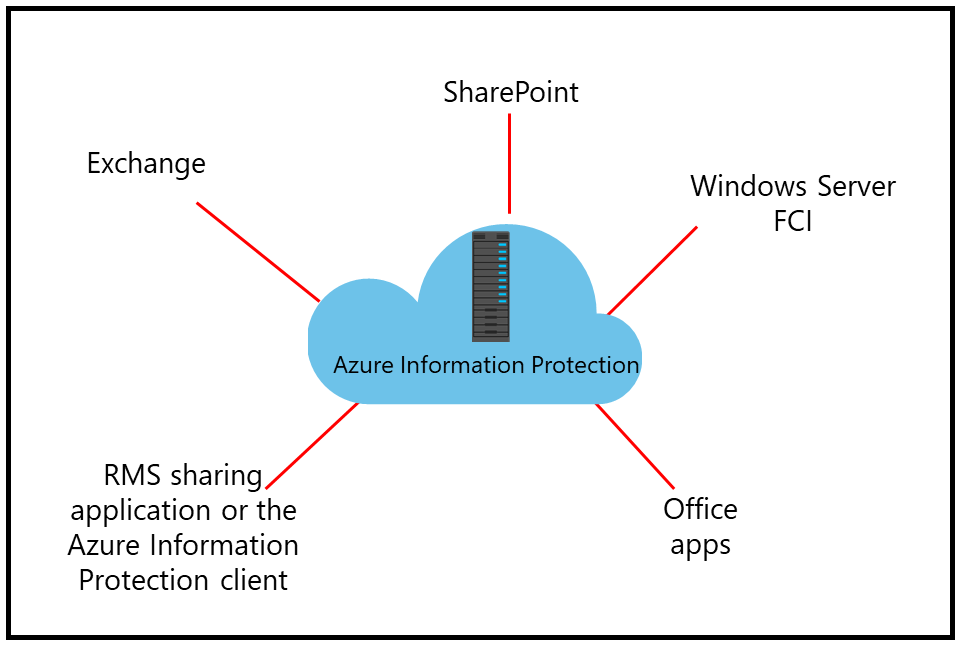 SharePoint
Exchange
Windows Server
FCI
Azure Information Protection
RMS sharing
application or the
Azure Information
Protection client
Office
apps